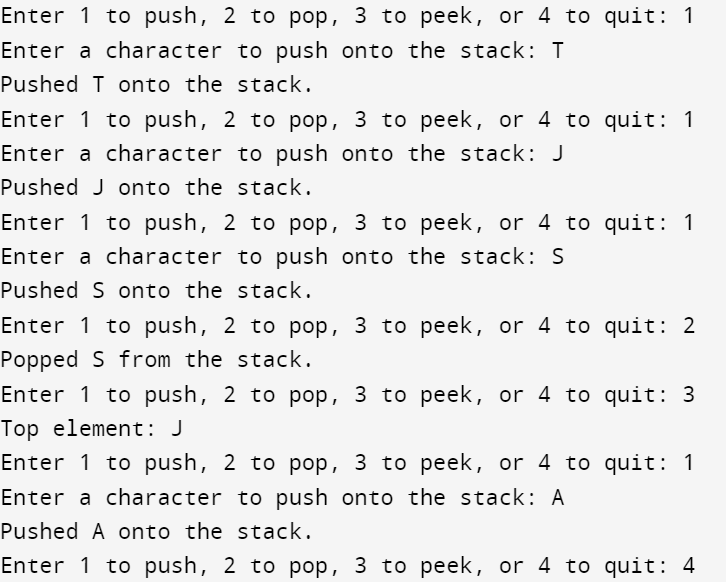 Enter 1 to push, 2 to pop, 3 to peek, or 4 to quit: 1
Enter a character to push onto the stack: T
Pushed T onto the stack.
Enter 1 to push, 2 to pop, 3 to peek, or 4 to quit: 1
Enter a character to push onto the stack: J
Pushed J onto the stack.
Enter 1 to push, 2 to pop, 3 to peek, or 4 to quit: 1
Enter a character to push onto the stack: S
Pushed S onto the stack.
Enter 1 to push, 2 to pop, 3 to peek, or 4 to quit: 2
Popped S from the stack.
Enter 1 to push, 2 to pop, 3 to peek, or 4 to quit: 3
Top element: J
Enter 1 to push, 2 to pop, 3 to peek, or 4 to quit: 1
Enter a character to push onto the stack: A
Pushed A onto the stack.
Enter 1 to push, 2 to pop, 3 to peek, or 4 to quit: 4